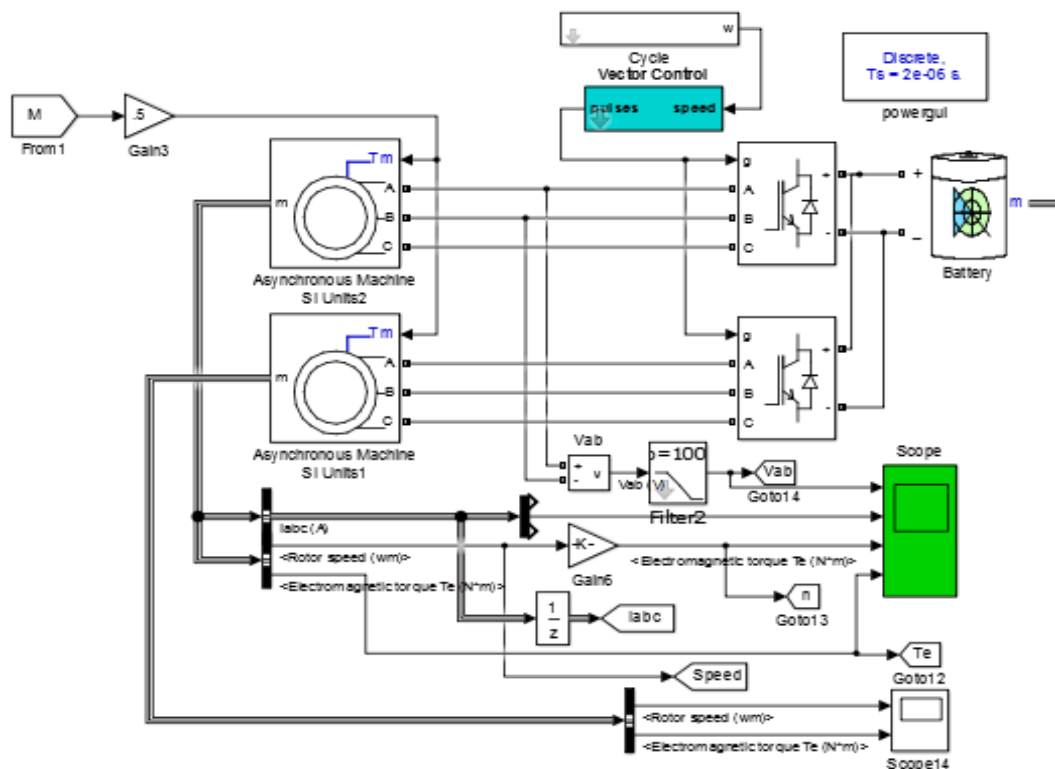 w
Cycle
Vector Control
pulses speed
Discrete,
Ts = 2e-06 s.
powergui
M
From1
.5
Gain3
Tm
m
A
B
C
Asynchronous Machine
SI Units2
g
A
B
C
+
-
+
-
m
Battery
Tm
m
A
B
C
Asynchronous Machine
SI Units1
g
A
B
C
+
-
Vab
+
-
v
Vab (V)
o=100
Filter2
Vab
Goto14
Scope
Iabc (A)
<Rotor speed (wm)>
<Electromagnetic torque Te (N*m)>
-K-
Gain6
<Electromagnetic torque Te (N*m)>
n
Goto13
1
z
Iabc
Te
Goto12
Speed
<Rotor speed (wm)>
<Electromagnetic torque Te (N*m)>
Scope14